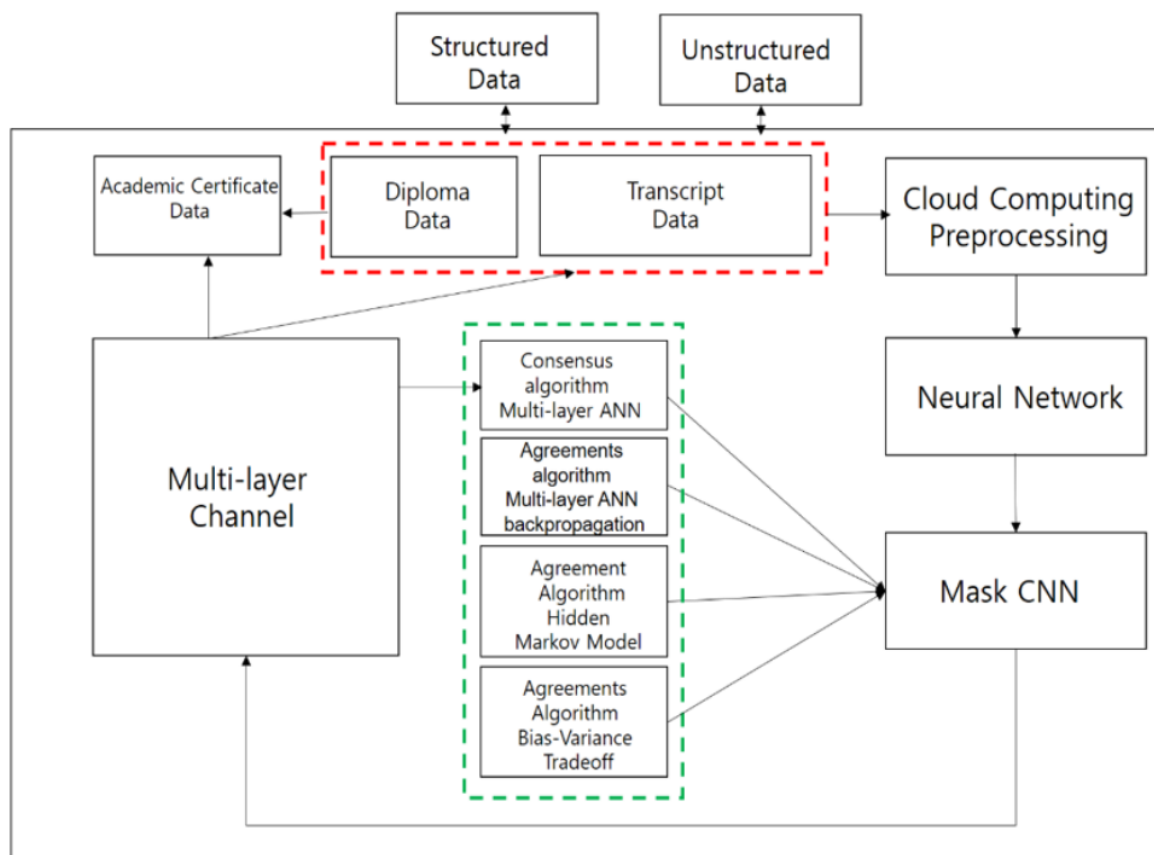 Structured
Data
Unstructured
Data
Academic Certificate
Data
Diploma
Data
Transcript
Data
Cloud Computing
Preprocessing
Multi-layer
Channel
Consensus
algorithm
Multi-layer ANN
Agreements
algorithm
Multi-layer ANN
backpropagation
Agreement
Algorithm
Hidden
Markov Model
Agreements
Algorithm
Bias-Variance
Tradeoff
Neural Network
Mask CNN